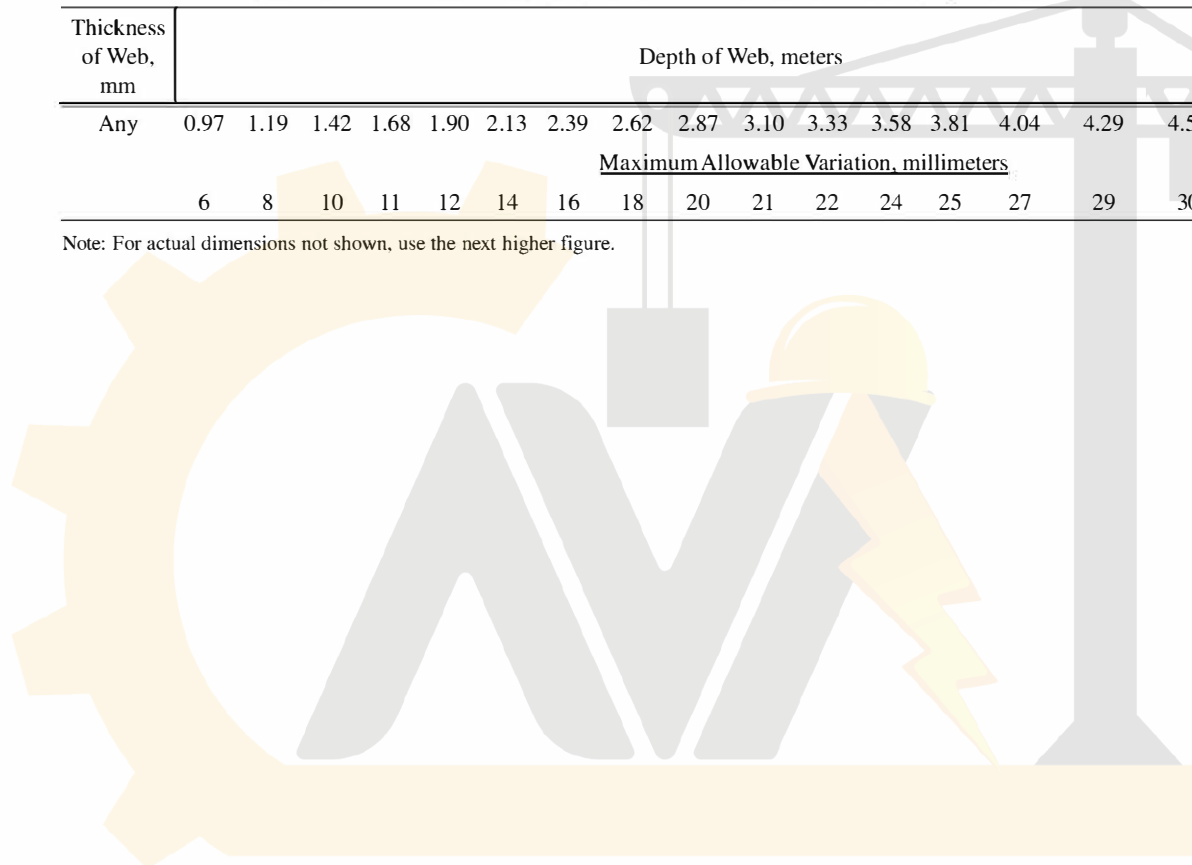 Thickness
of Web,
mm
Depth of Web, meters
Any 0.97 1.19 1.42 1.68 1.90 2.13 2.39 2.62 2.87 3.10 3.33 3.58 3.81 4.04 4.29
Maximum Allowable Variation, millimeters
6 8 10 11 12 14 16 18 20 21 22 24 25 27 29
Note: For actual dimensions not shown, use the next higher figure.